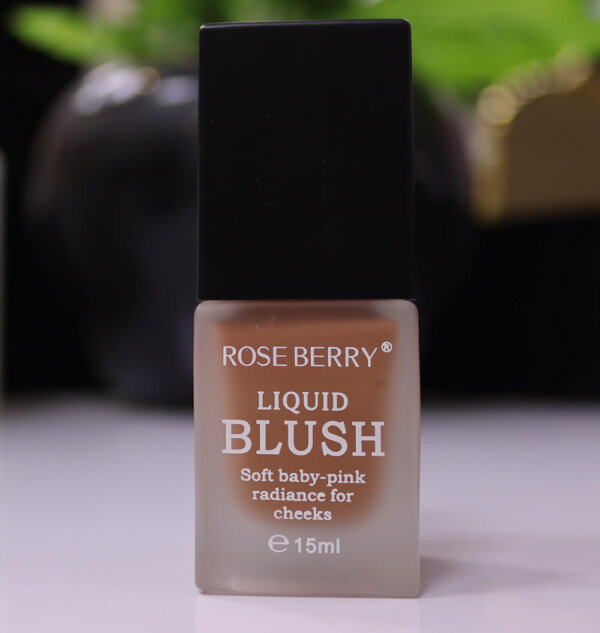 ROSE BERRY®
LIQUID
BLUSH
Soft baby-pink
radiance for
cheeks
℮ 15ml